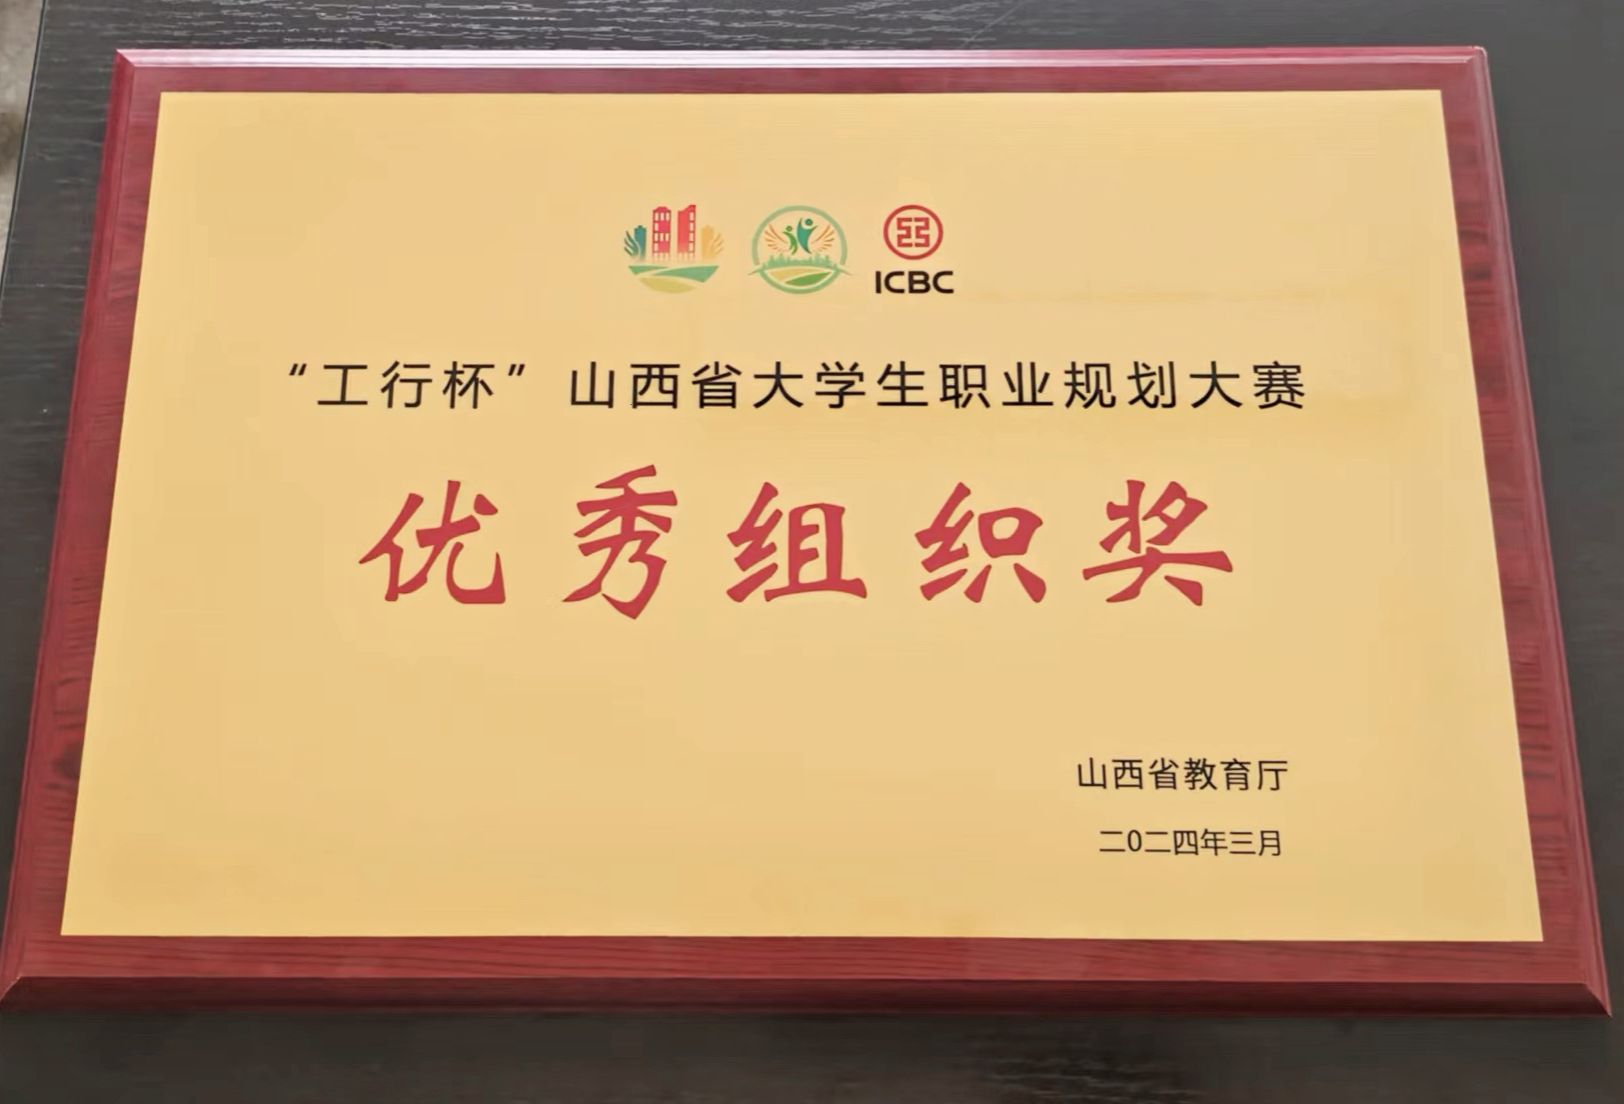 ICBC
“工行杯”山西省大学生职业规划大赛
优秀组织奖
山西省教育厅
二0二四年三月